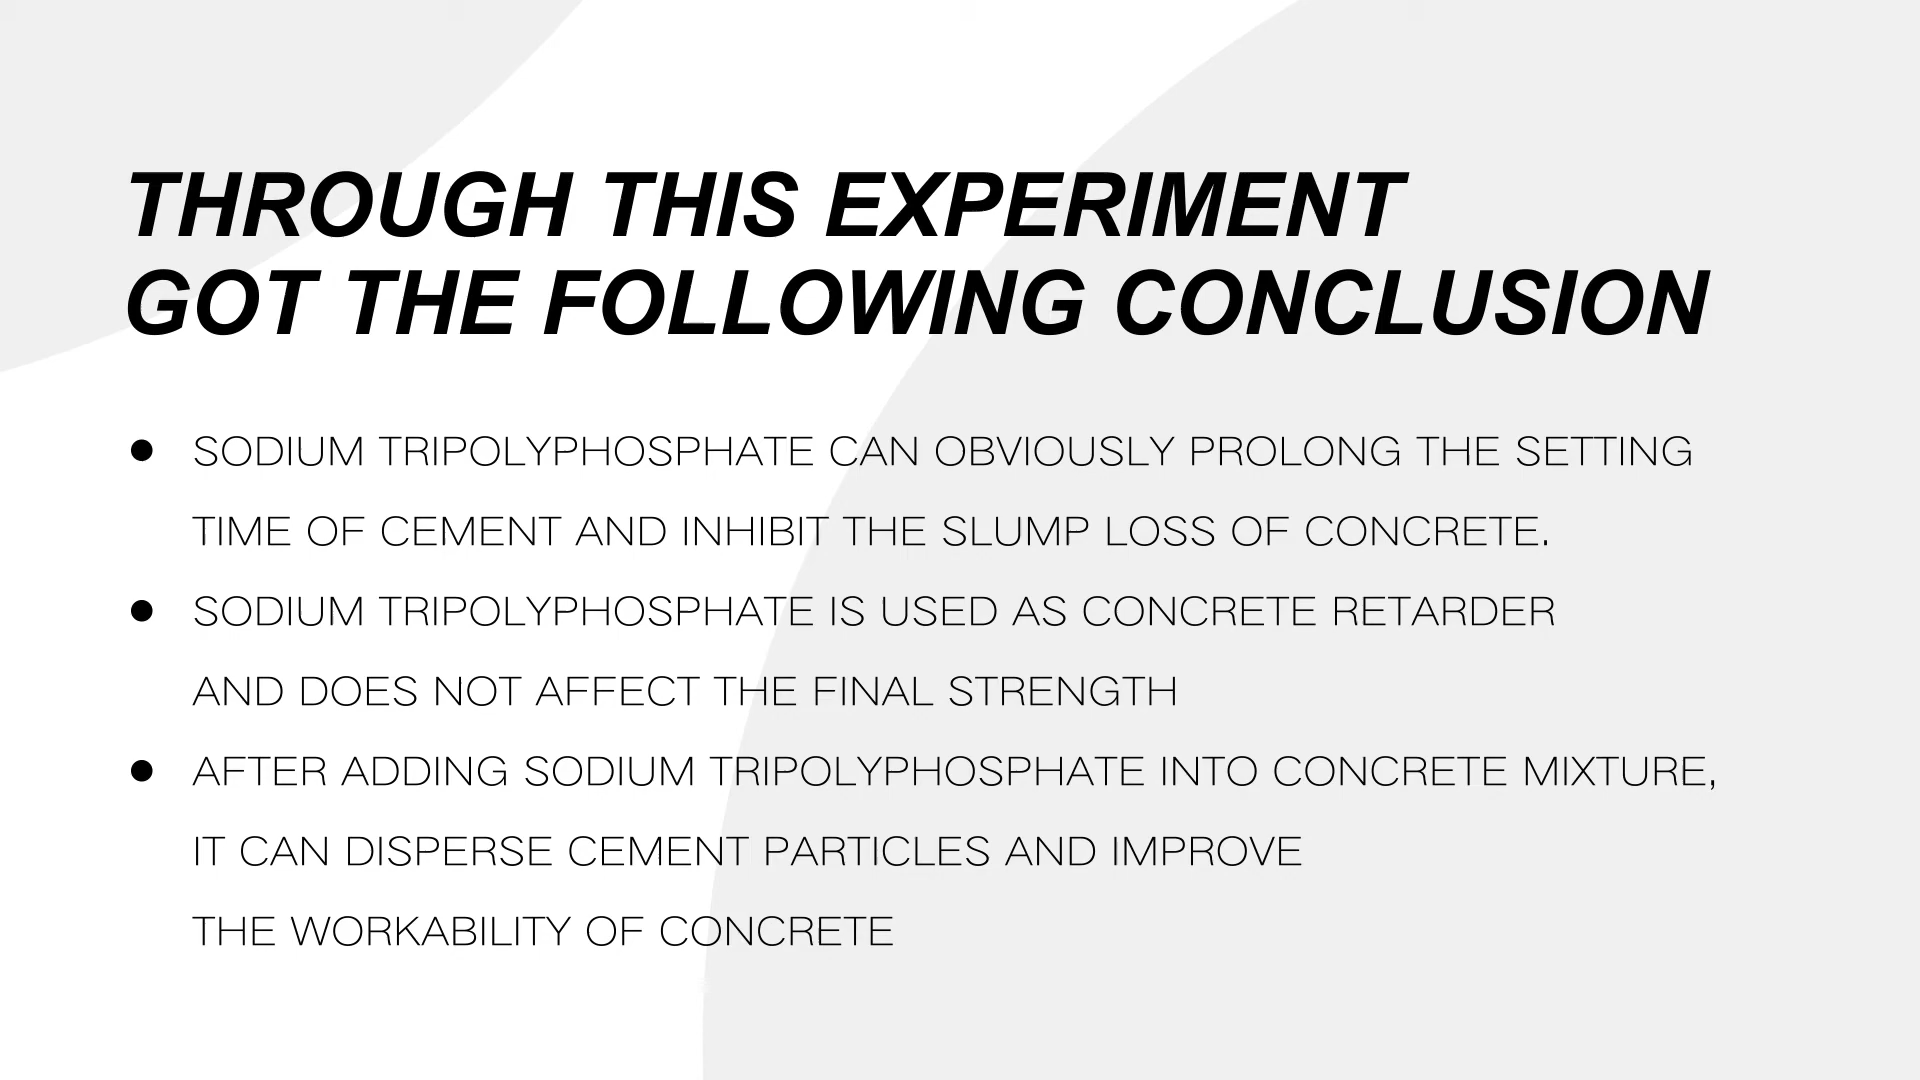 THROUGH THIS EXPERIMENT
GOT THE FOLLOWING CONCLUSION
● SODIUM TRIPOLYPHOSPHATE CAN OBVIOUSLY PROLONG THE SETTING
TIME OF CEMENT AND INHIBIT THE SLUMP LOSS OF CONCRETE.
● SODIUM TRIPOLYPHOSPHATE IS USED AS CONCRETE RETARDER
AND DOES NOT AFFECT THE FINAL STRENGTH
● AFTER ADDING SODIUM TRIPOLYPHOSPHATE INTO CONCRETE MIXTURE,
IT CAN DISPERSE CEMENT PARTICLES AND IMPROVE
THE WORKABILITY OF CONCRETE